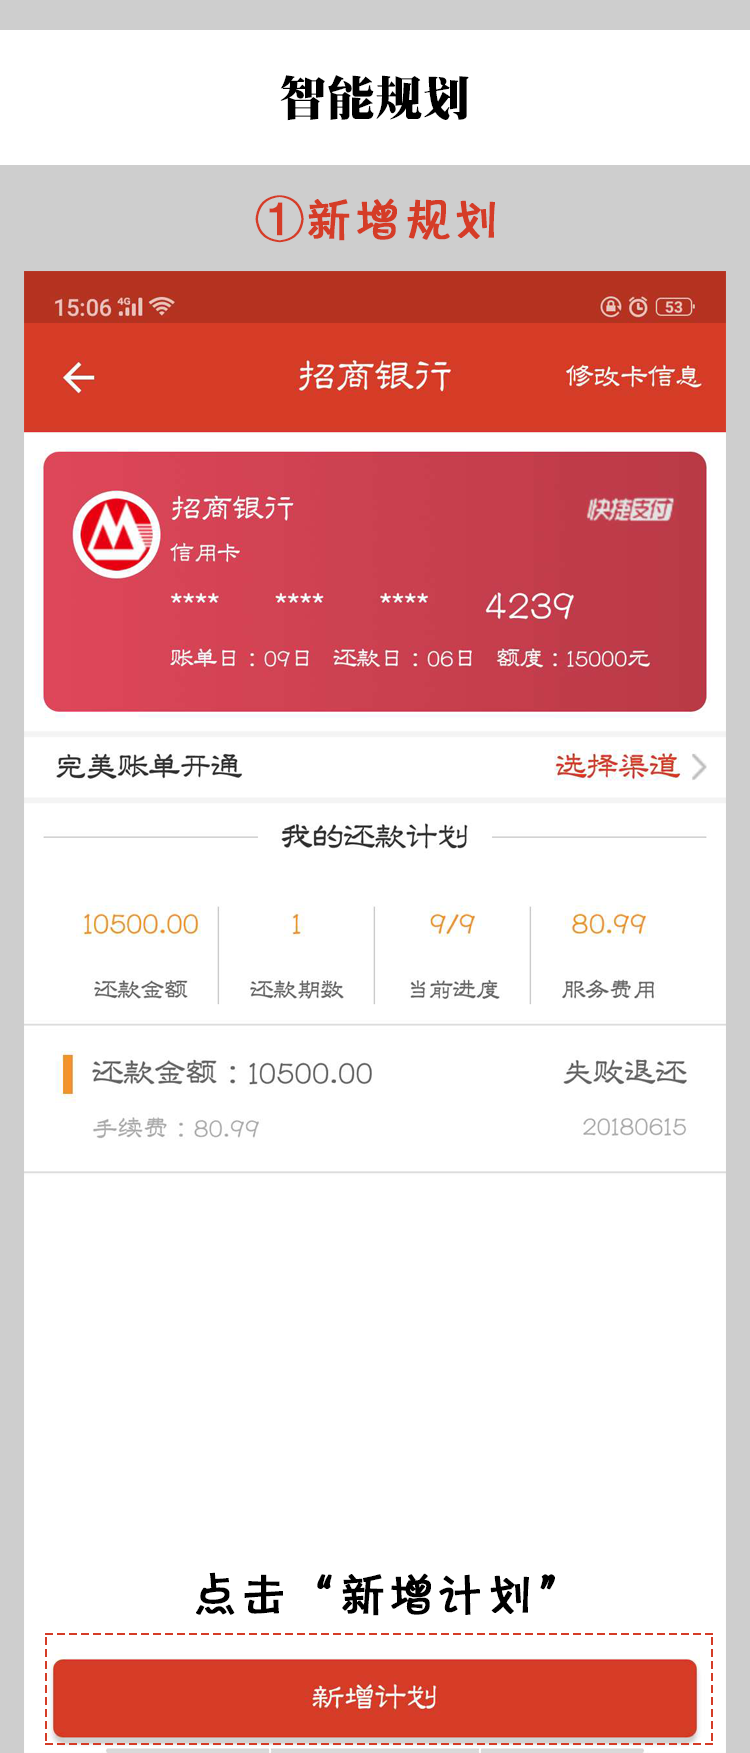 智能规划
①新增规划
15:06 4G 53
招商银行 修改卡信息
招商银行 快捷支付
信用卡
**** **** **** 4239
账单日：09日 还款日：06日 额度：15000元
完美账单开通 选择渠道
我的还款计划
10500.00 1 9/9 80.99
还款金额 还款期数 当前进度 服务费用
还款金额：10500.00 失败退还
手续费：80.99 20180615
点击“新增计划”
新增计划